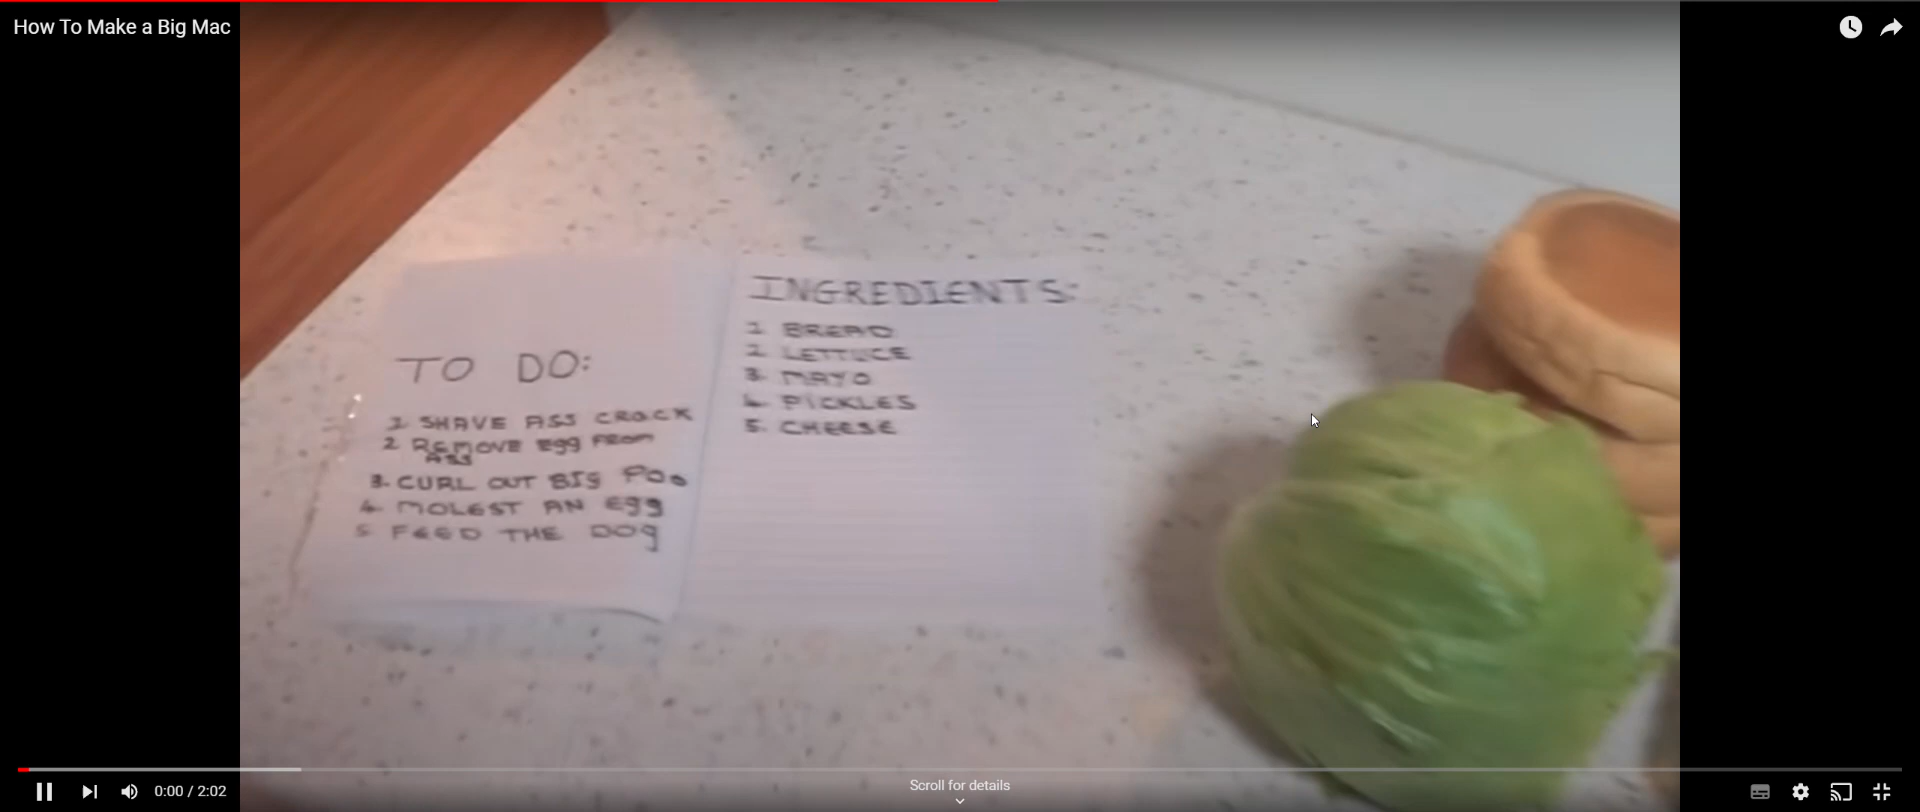 How To Make a Big Mac
TO DO:
1. SHAVE ASS CRACK
2. REMOVE Egg FROM
ASS
3. CURL OUT BIg POO
4. MOLEST AN Egg
5. FEED THE DOg
INGREDIENTS:
1. BREAD
2. LETTUCE
3. MAYO
4. PICKLES
5. CHEESE
0:00 / 2:02
Scroll for details